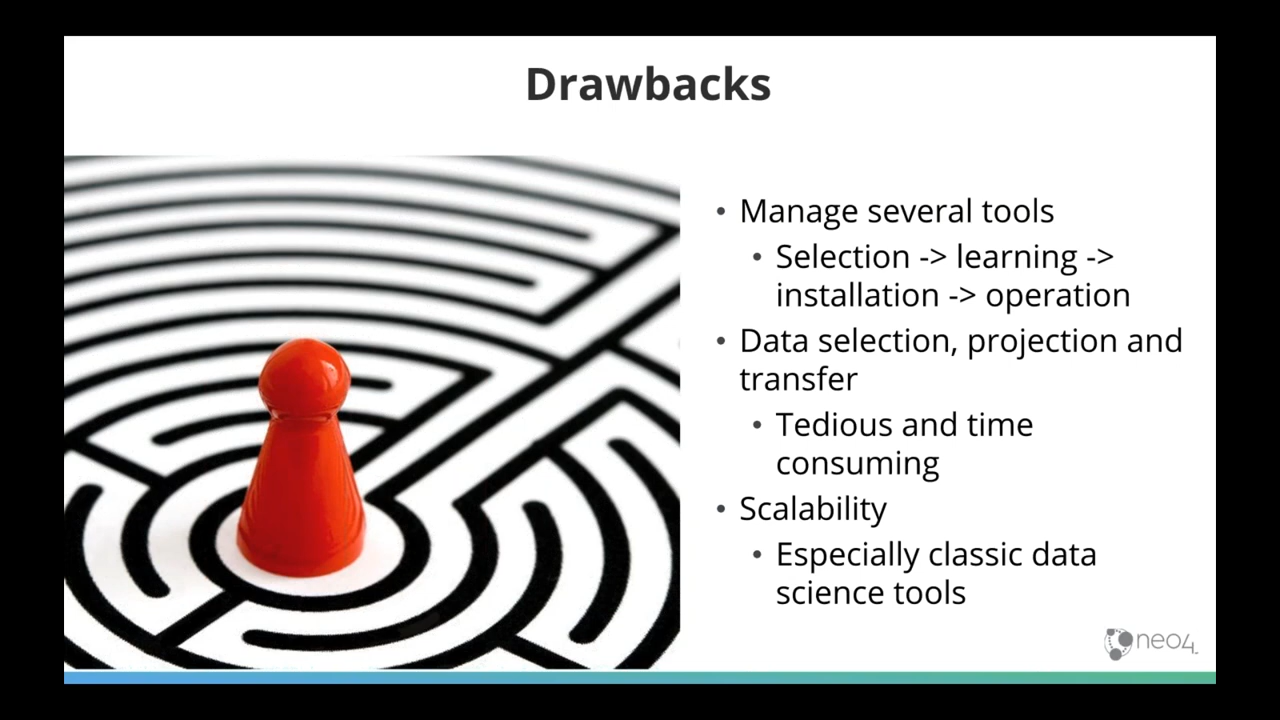 Drawbacks
• Manage several tools
• Selection -> learning ->
installation -> operation
• Data selection, projection and
transfer
• Tedious and time
consuming
• Scalability
• Especially classic data
science tools
neo4j